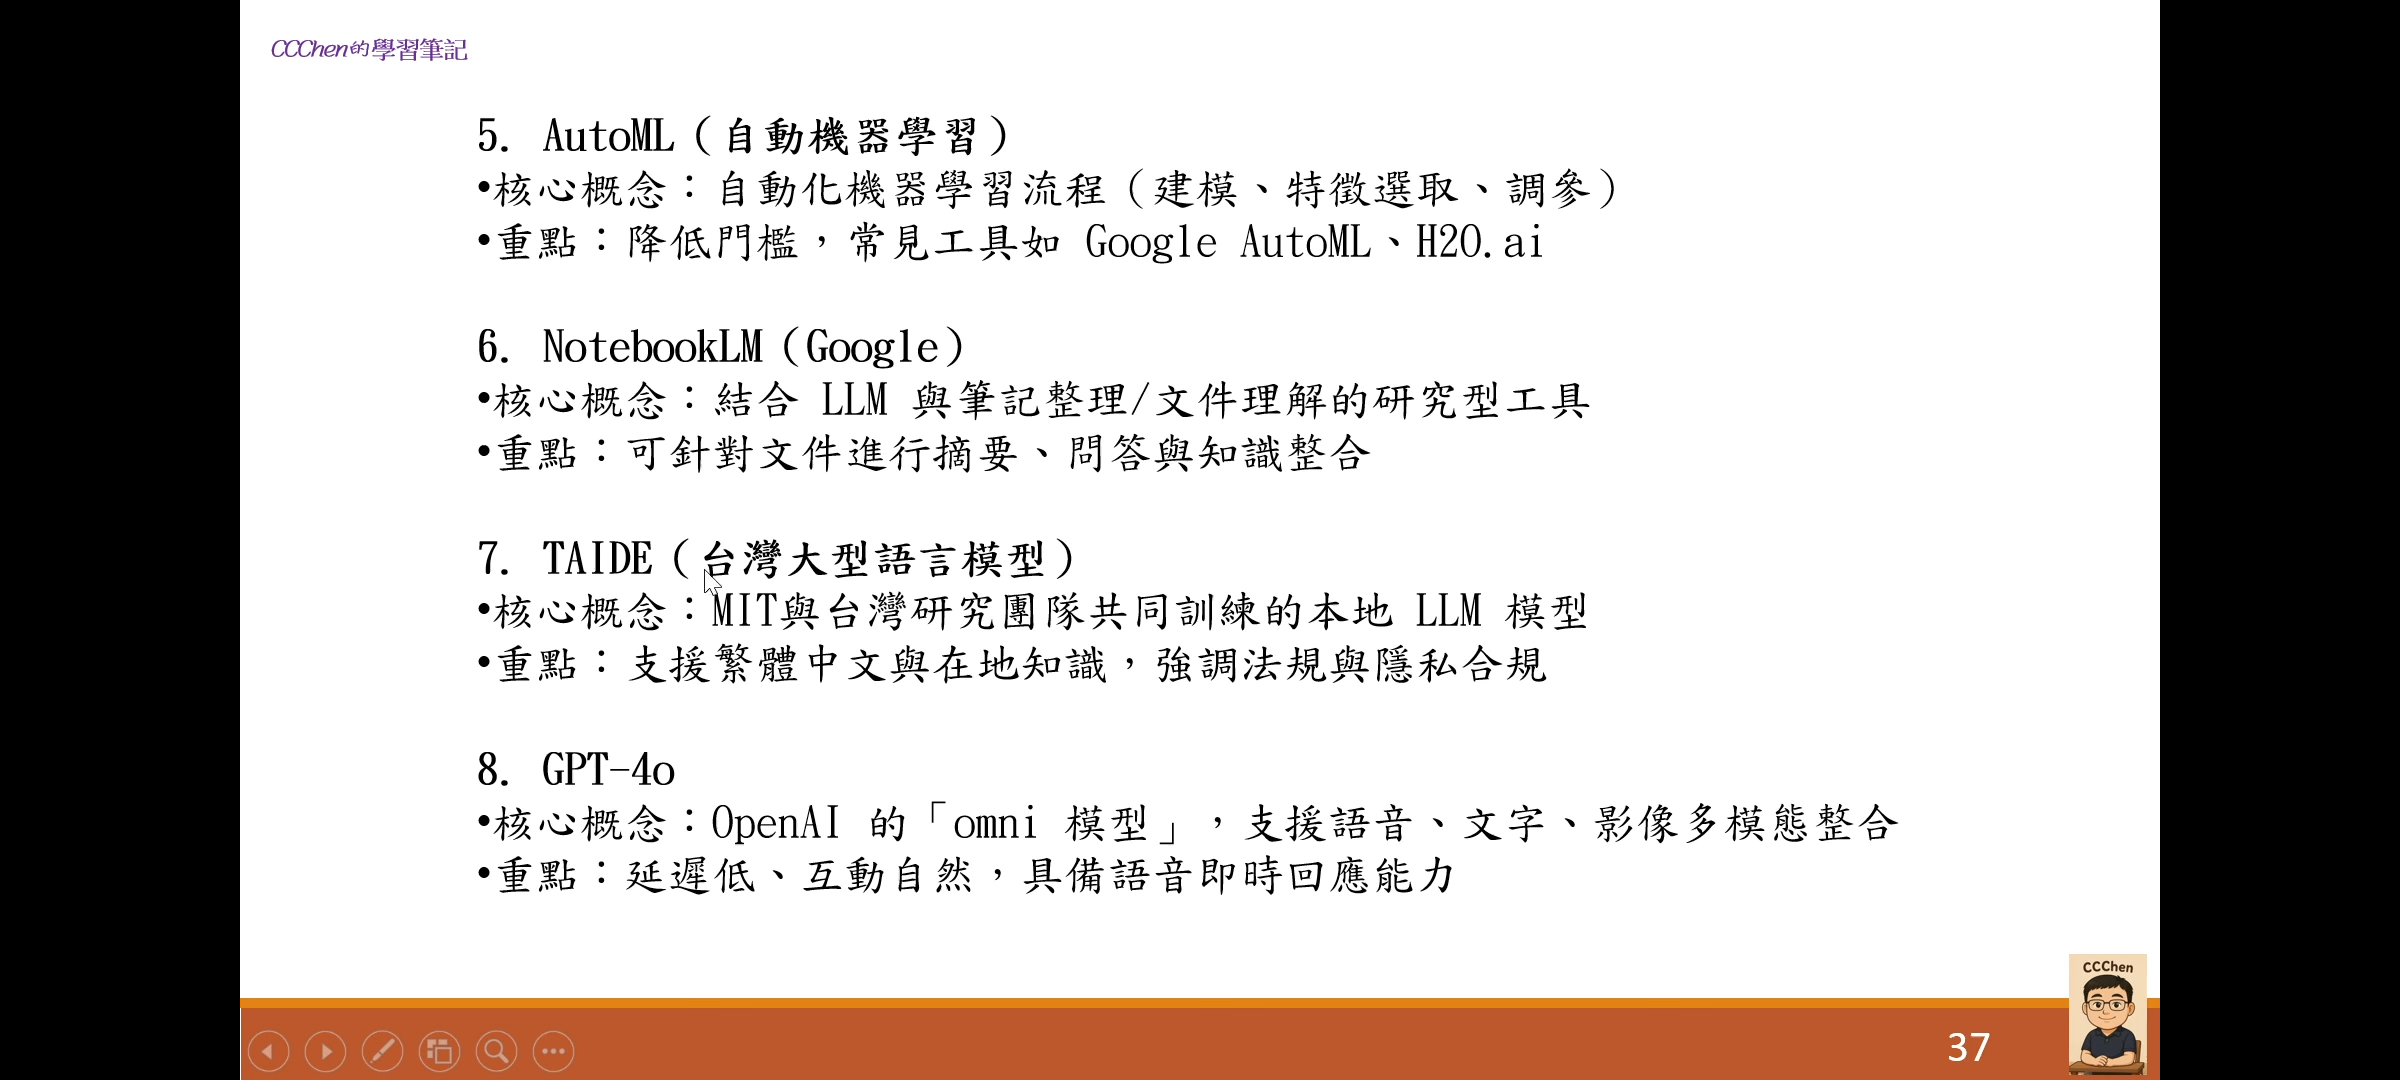 CCChen的學習筆記
5. AutoML（自動機器學習）
•核心概念：自動化機器學習流程（建模、特徵選取、調參）
•重點：降低門檻，常見工具如 Google AutoML、H2O.ai
6. NotebookLM（Google）
•核心概念：結合 LLM 與筆記整理/文件理解的研究型工具
•重點：可針對文件進行摘要、問答與知識整合
7. TAIDE（台灣大型語言模型）
•核心概念：MIT與台灣研究團隊共同訓練的本地 LLM 模型
•重點：支援繁體中文與在地知識，強調法規與隱私合規
8. GPT-4o
•核心概念：OpenAI 的「omni 模型」，支援語音、文字、影像多模態整合
•重點：延遲低、互動自然，具備語音即時回應能力
CCChen
37